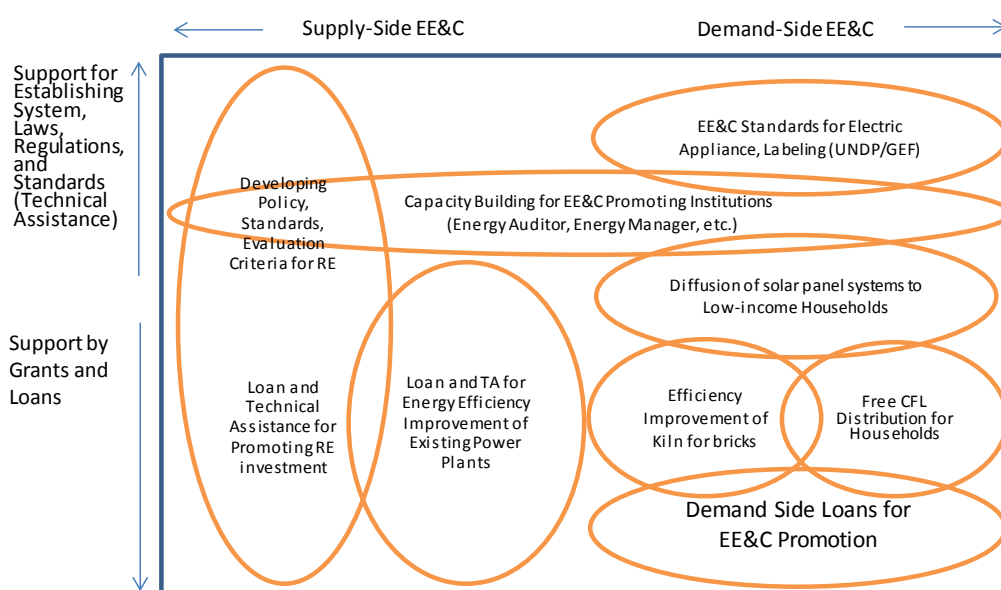 Supply-Side EE&C
Demand-Side EE&C
Support for
Establishing
System,
Laws,
Regulations,
and
Standards
(Technical
Assistance)
Support by
Grants and
Loans
EE&C Standards for Electric
Appliance, Labeling (UNDP/GEF)
Developing
Policy,
Standards,
Evaluation
Criteria for RE
Capacity Building for EE&C Promoting Institutions
(Energy Auditor, Energy Manager, etc.)
Diffusion of solar panel systems to
Low-income Households
Loan and
Technical
Assistance for
Promoting RE
investment
Loan and TA for
Energy Efficiency
Improvement of
Existing Power
Plants
Efficiency
Improvement of
Kiln for bricks
Free CFL
Distribution for
Households
Demand Side Loans for
EE&C Promotion